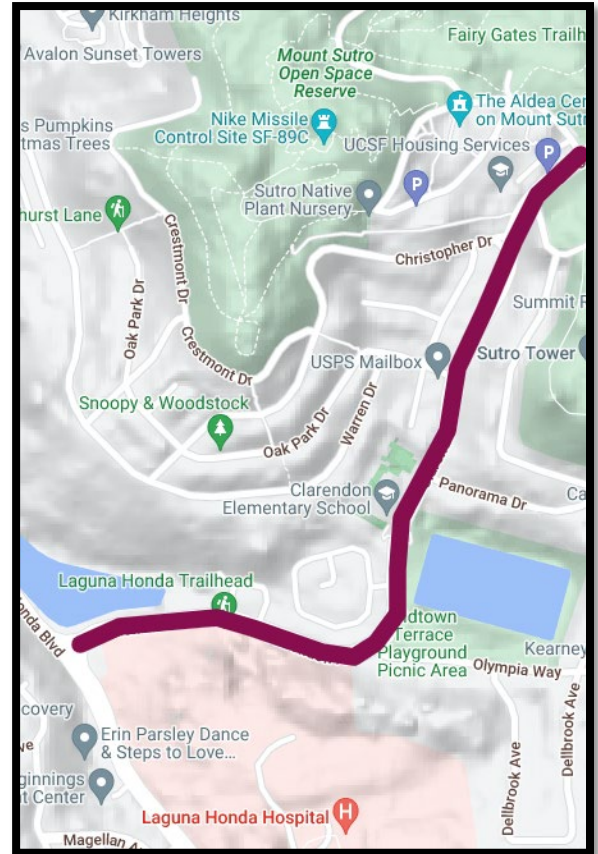 Kirkham Heights
Avalon Sunset Towers
Fairy Gates Trailh
Mount Sutro
Open Space
Reserve
Nike Missile
Control Site SF-89C
The Aldea Cen
on Mount Sutr
s Pumpkins
tmas Trees
UCSF Housing Services
P
P
Sutro Native
Plant Nursery
hurst Lane
Crestmont Dr
Christopher Dr
Oak Park Dr
Summit R
Crestmont Dr
USPS Mailbox
Sutro Tower
Snoopy & Woodstock
Oak Park Dr
Warren Dr
Clarendon
Elementary School
Panorama Dr
Ca
Laguna Honda Trailhead
onda Blvd
idtown
Terrace
Playground
Picnic Area
Kearney
Olympia Way
Dellbrook Ave
Dellbrook Ave
covery
ve
Erin Parsley Dance
& Steps to Love...
ginnings
nt Center
Laguna Honda Hospital
H
Magellan A